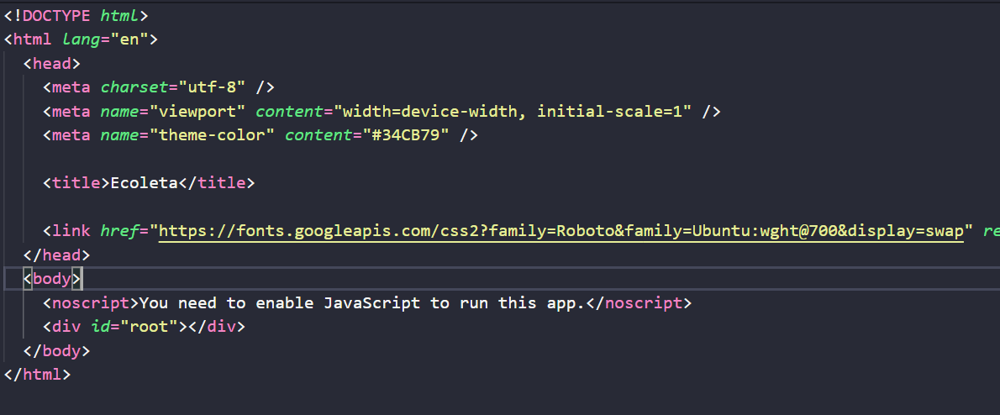 <!DOCTYPE html>
<html lang="en">
<head>
<meta charset="utf-8" />
<meta name="viewport" content="width=device-width, initial-scale=1" />
<meta name="theme-color" content="#34CB79" />
<title>Ecoleta</title>
<link href="https://fonts.googleapis.com/css2?family=Roboto&family=Ubuntu:wght@700&display=swap" re
</head>
<body>
<noscript>You need to enable JavaScript to run this app.</noscript>
<div id="root"></div>
</body>
</html>